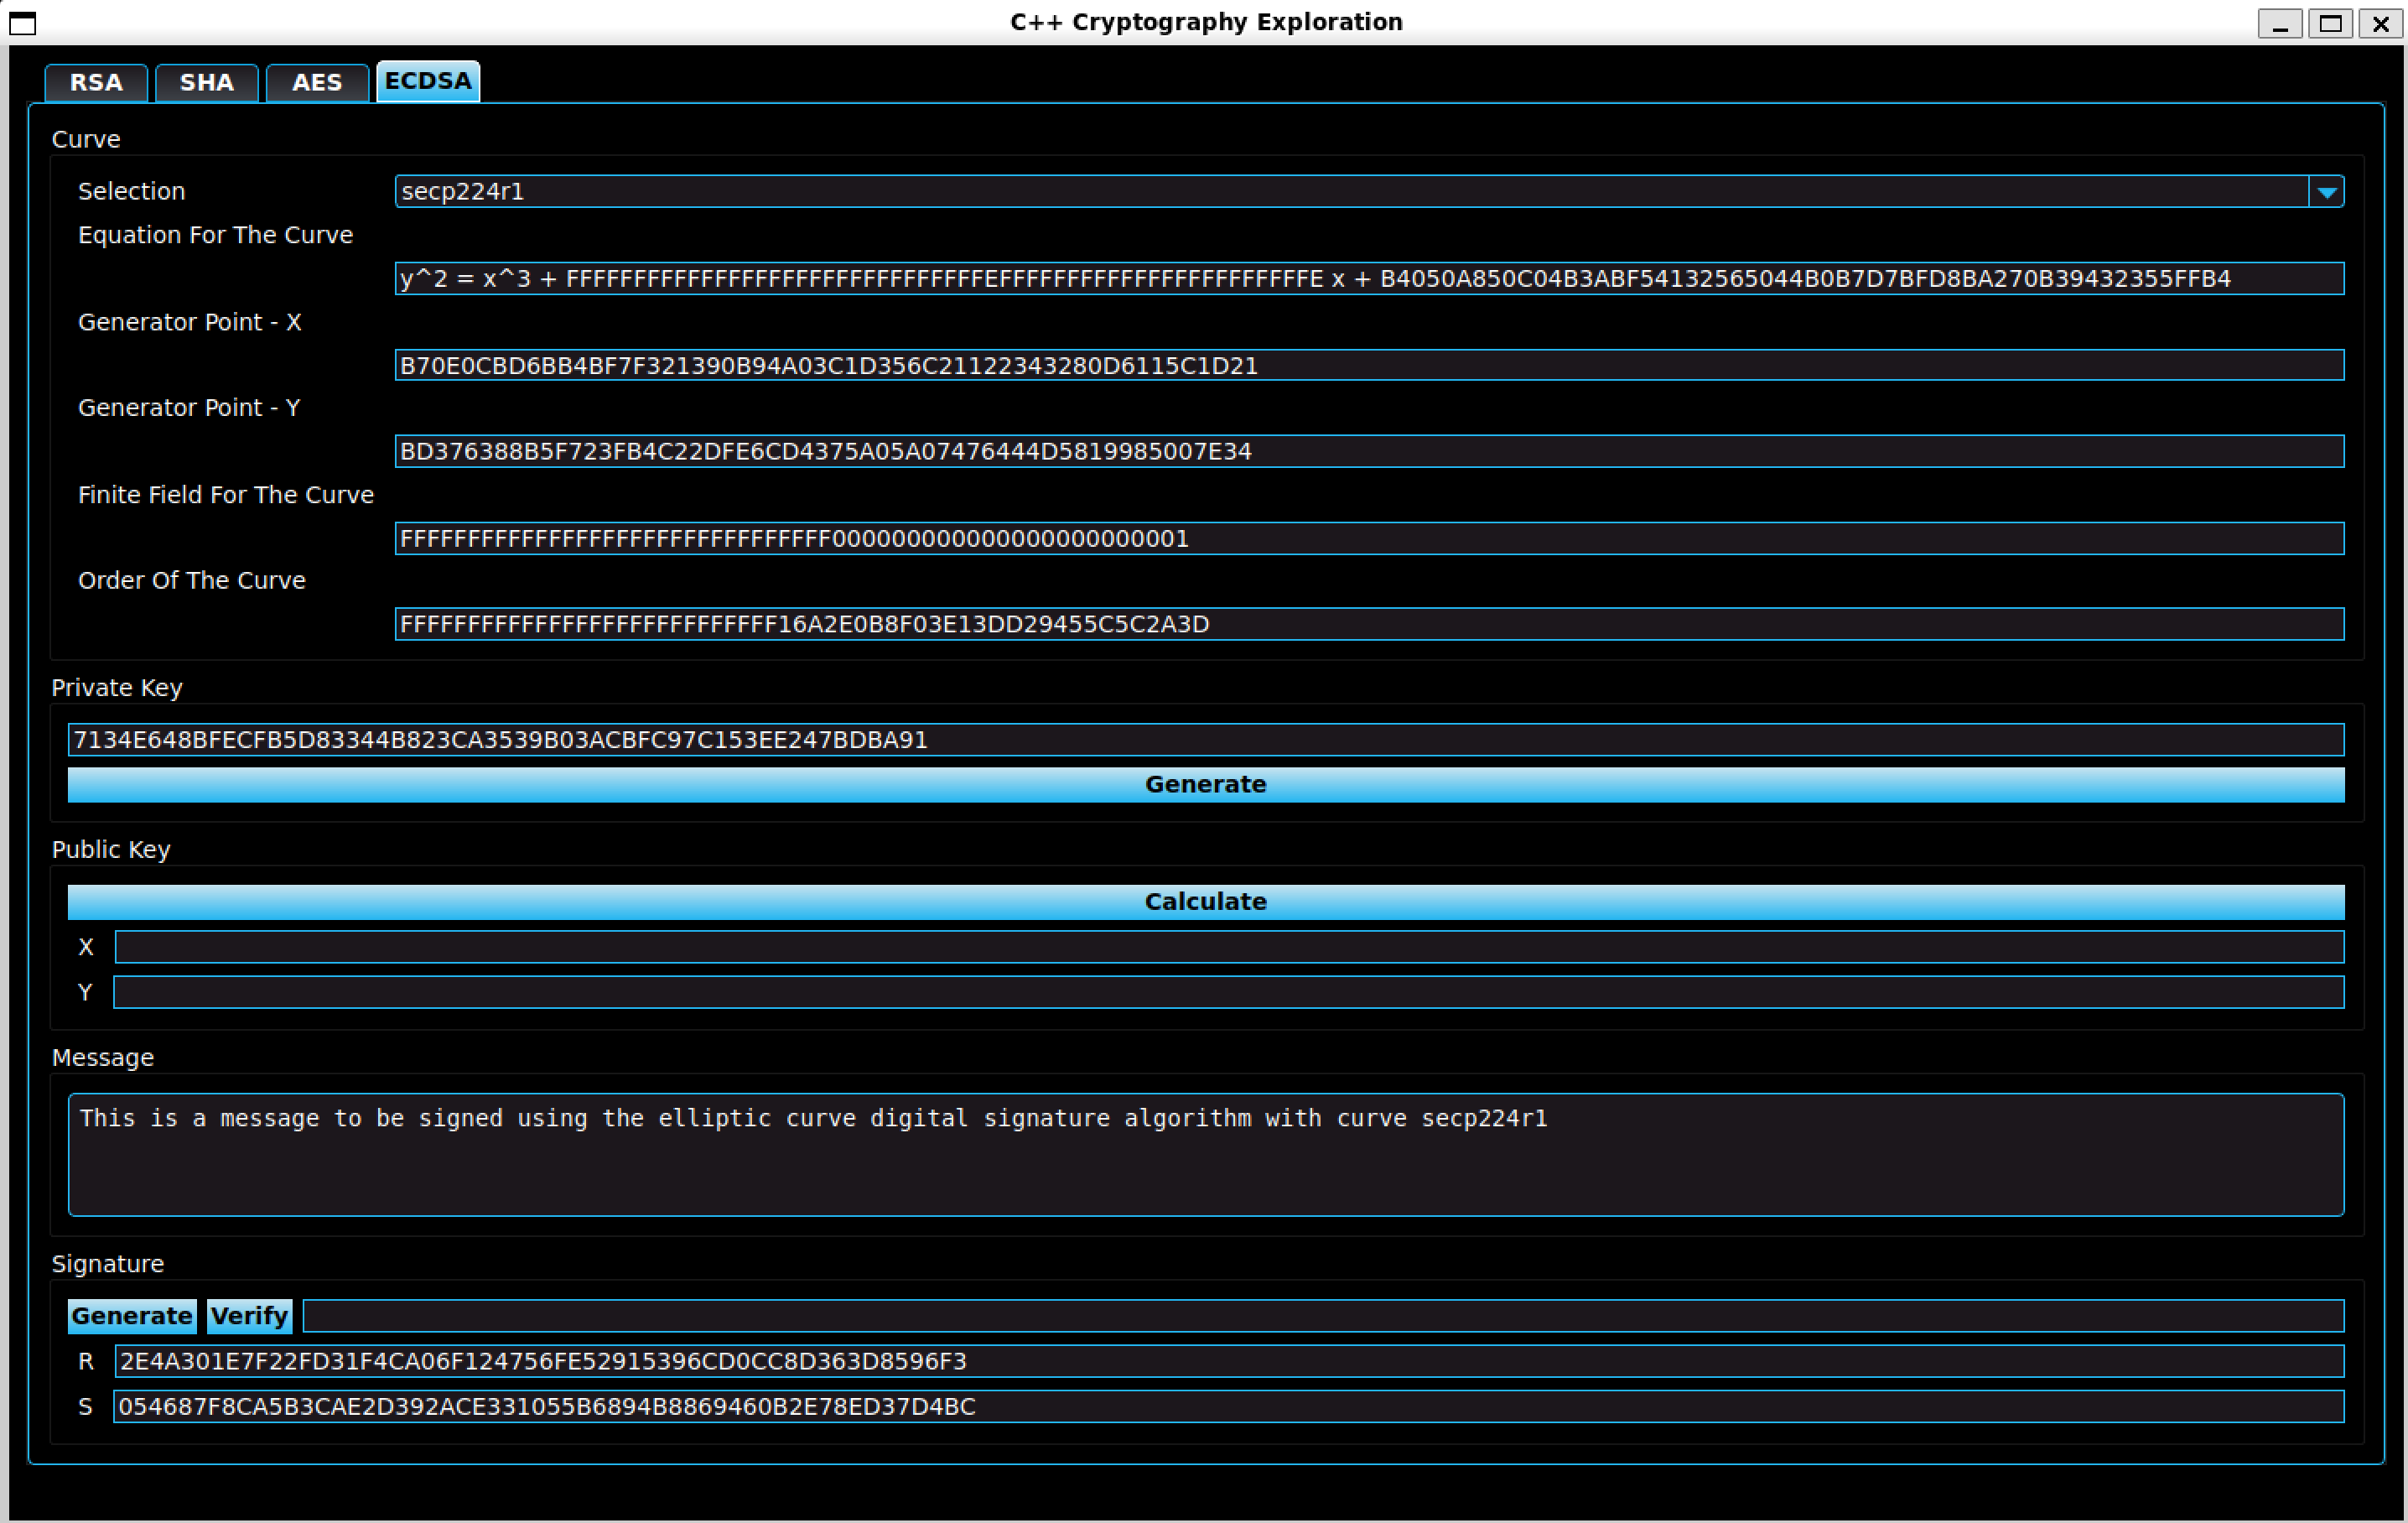 C++ Cryptography Exploration
RSA SHA AES ECDSA
Curve
Selection secp224r1
Equation For The Curve
y^2 = x^3 + FFFFFFFFFFFFFFFFFFFFFFFFFFFFFFFEFFFFFFFFFFFFFFFFFFFFFFFE x + B4050A850C04B3ABF54132565044B0B7D7BFD8BA270B39432355FFB4
Generator Point - X
B70E0CBD6BB4BF7F321390B94A03C1D356C21122343280D6115C1D21
Generator Point - Y
BD376388B5F723FB4C22DFE6CD4375A05A07476444D5819985007E34
Finite Field For The Curve
FFFFFFFFFFFFFFFFFFFFFFFFFFFFFFFF000000000000000000000001
Order Of The Curve
FFFFFFFFFFFFFFFFFFFFFFFFFFFF16A2E0B8F03E13DD29455C5C2A3D
Private Key
7134E648BFECFB5D83344B823CA3539B03ACBFC97C153EE247BDBA91
Generate
Public Key
Calculate
X
Y
Message
This is a message to be signed using the elliptic curve digital signature algorithm with curve secp224r1
Signature
Generate Verify
R 2E4A301E7F22FD31F4CA06F124756FE52915396CD0CC8D363D8596F3
S 054687F8CA5B3CAE2D392ACE331055B6894B8869460B2E78ED37D4BC